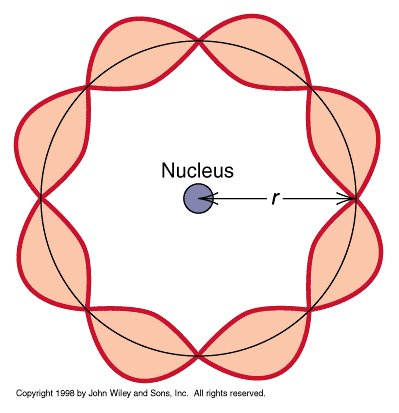 Nucleus
r
Copyright 1998 by John Wiley and Sons, Inc. All rights reserved.